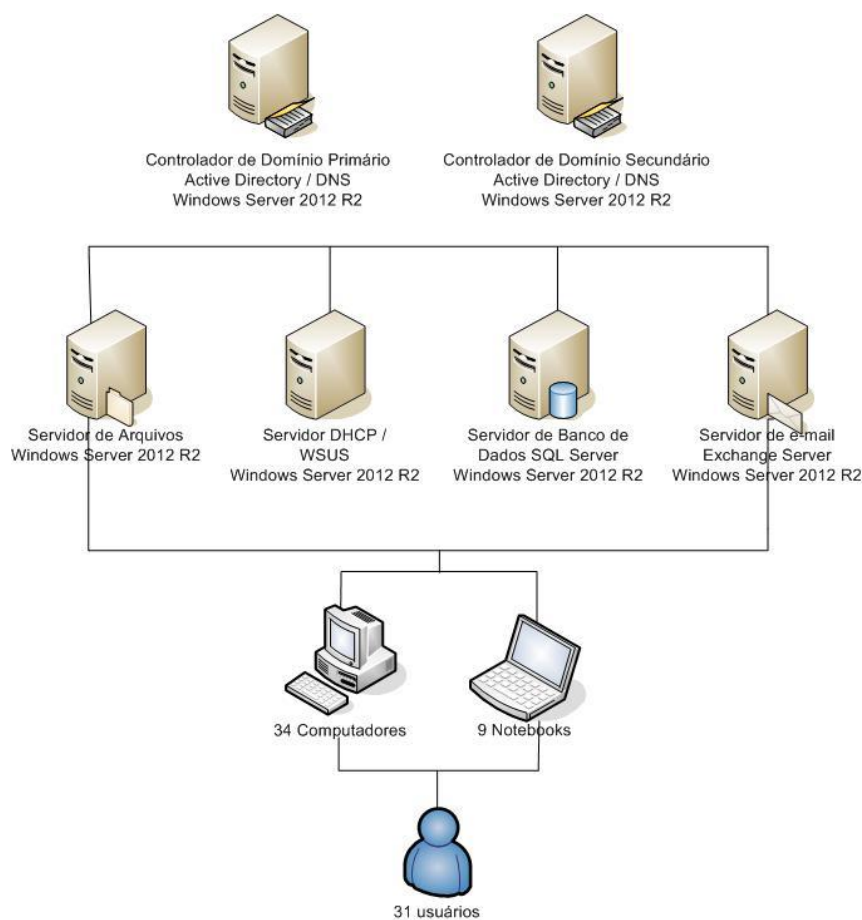 Controlador de Domínio Primário
Active Directory / DNS
Windows Server 2012 R2
Controlador de Domínio Secundário
Active Directory / DNS
Windows Server 2012 R2
Servidor de Arquivos
Windows Server 2012 R2
Servidor DHCP /
WSUS
Windows Server 2012 R2
Servidor de Banco de
Dados SQL Server
Windows Server 2012 R2
Servidor de e-mail
Exchange Server
Windows Server 2012 R2
34 Computadores
9 Notebooks
31 usuários